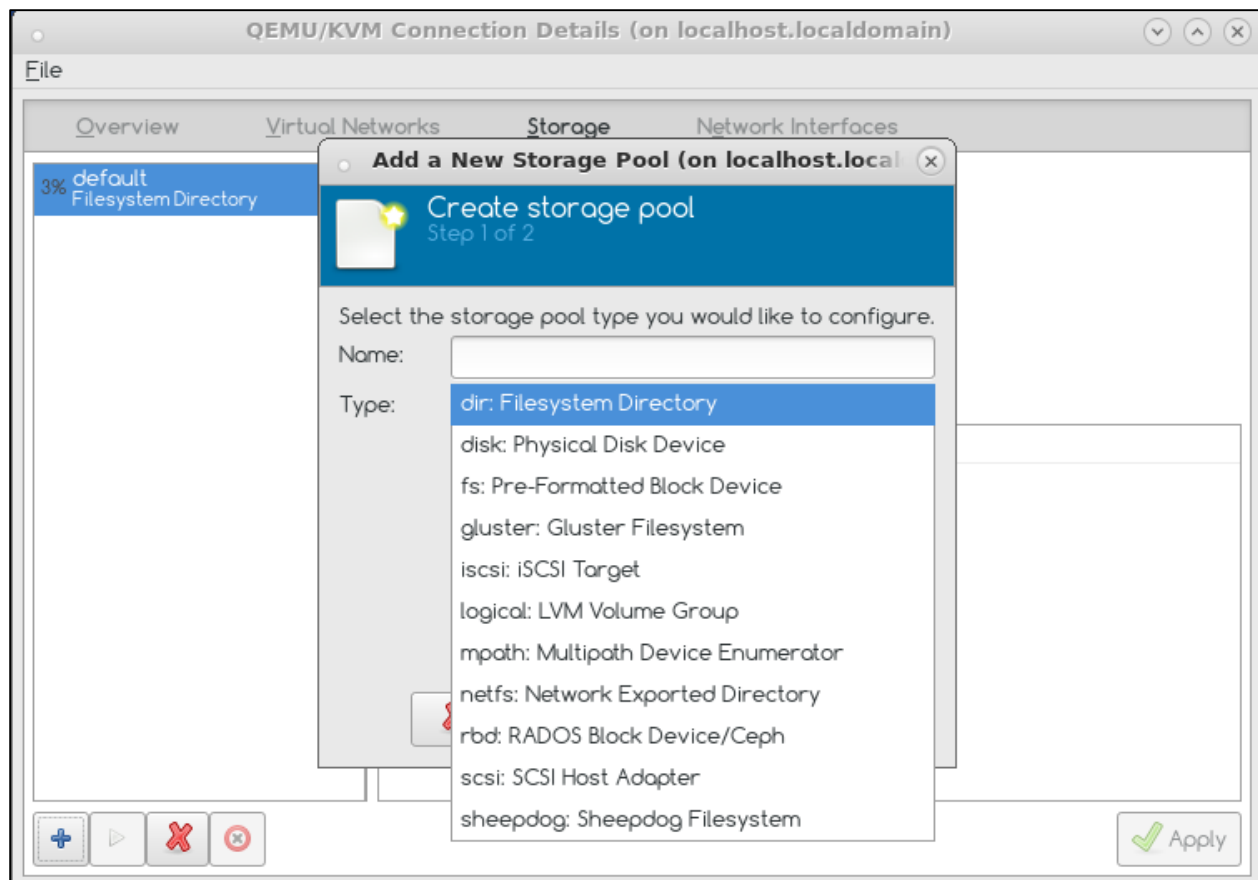 QEMU/KVM Connection Details (on localhost.localdomain)
File
Overview Virtual Networks Storage Network Interfaces
3% default
Filesystem Directory
Add a New Storage Pool (on localhost.local
Create storage pool
Step 1 of 2
Select the storage pool type you would like to configure.
Name:
Type: dir: Filesystem Directory
disk: Physical Disk Device
fs: Pre-Formatted Block Device
gluster: Gluster Filesystem
iscsi: iSCSI Target
logical: LVM Volume Group
mpath: Multipath Device Enumerator
netfs: Network Exported Directory
rbd: RADOS Block Device/Ceph
scsi: SCSI Host Adapter
sheepdog: Sheepdog Filesystem
Apply